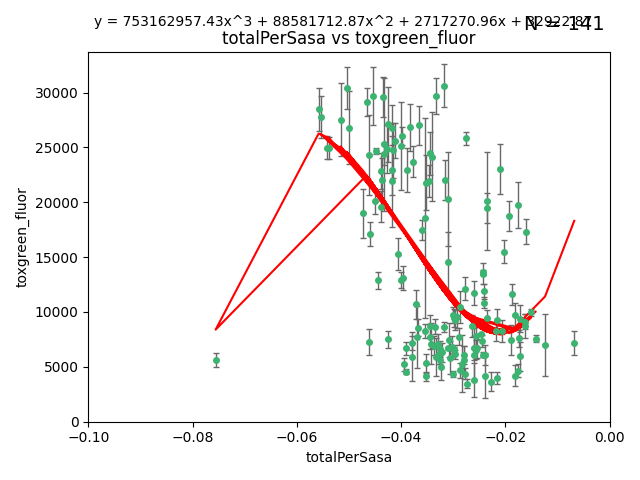 y = 753162957.43x^3 + 88581712.87x^2 + 2717270.96x +
N = 141
totalPerSasa vs toxgreen_fluor
30000
25000
20000
15000
10000
5000
0
toxgreen_fluor
−0.10
−0.08
−0.06
−0.04
−0.02
0.00
totalPerSasa